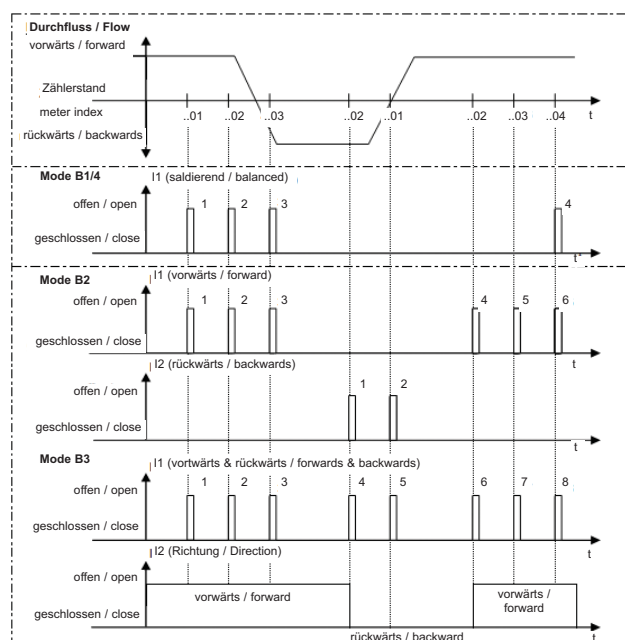 Durchfluss / Flow
vorwärts / forward
Zählerstand
meter index
..01 ..02 ..03 ..02 ..01 ..02 ..03 ..04 t
rückwärts / backwards
Mode B1/4
I1 (saldierend / balanced)
offen / open
1 2 3 4
geschlossen / close
t
Mode B2
I1 (vorwärts / forward)
offen / open
1 2 3 4 5 6
geschlossen / close
t
I2 (rückwärts / backwards)
offen / open
1 2
geschlossen / close
t
Mode B3
I1 (vortwärts & rückwärts / forwards & backwards)
offen / open
1 2 3 4 5 6 7 8
geschlossen / close
t
I2 (Richtung / Direction)
offen / open
vorwärts / forward
vorwärts /
forward
geschlossen / close
rückwärts / backward
t